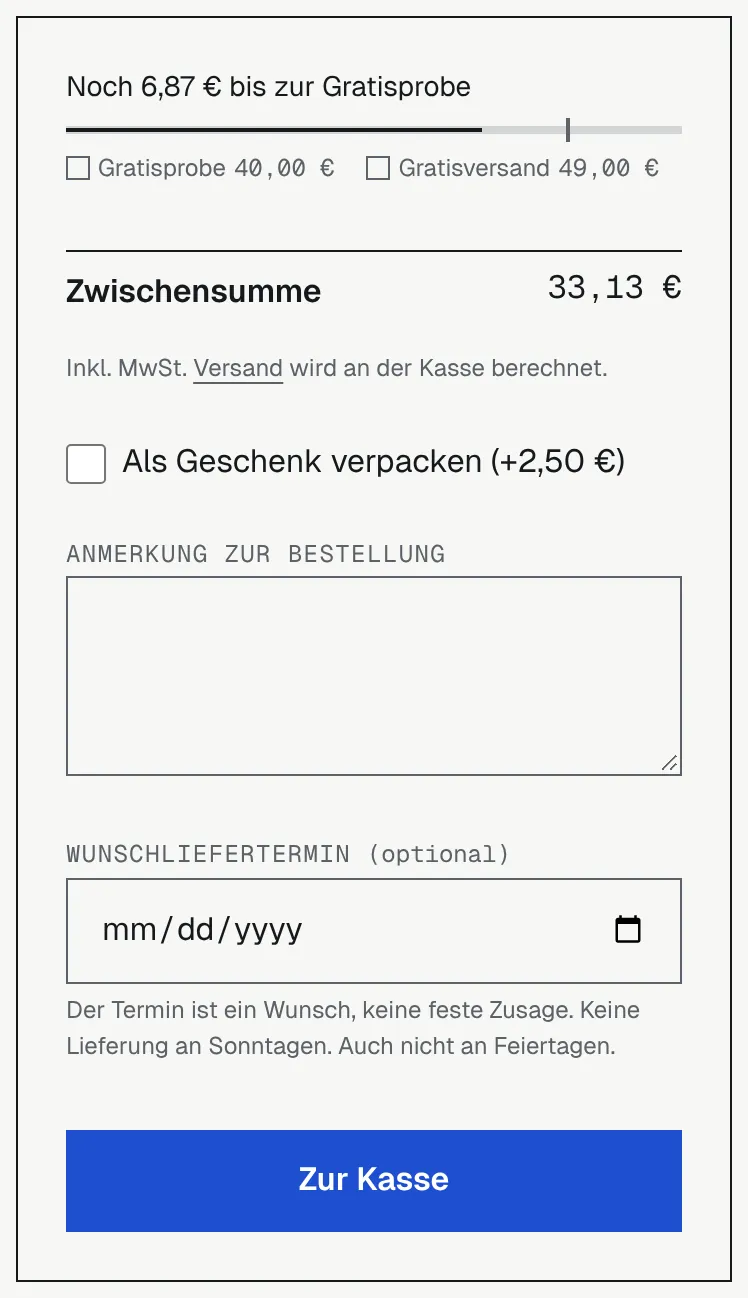 Noch 6,87 € bis zur Gratisprobe
Gratisprobe 40,00 € Gratisversand 49,00 €
Zwischensumme 33,13 €
Inkl. MwSt. Versand wird an der Kasse berechnet.
Als Geschenk verpacken (+2,50 €)
ANMERKUNG ZUR BESTELLUNG
WUNSCHLIEFERTERMIN (optional)
mm/dd/yyyy
Der Termin ist ein Wunsch, keine feste Zusage. Keine
Lieferung an Sonntagen. Auch nicht an Feiertagen.
Zur Kasse